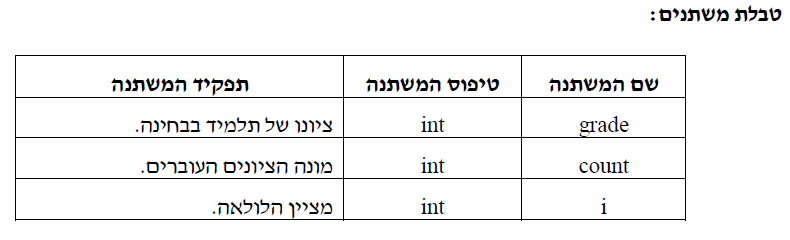 טבלת משתנים:
שם המשתנה טיפוס המשתנה תפקיד המשתנה
grade int ציונו של תלמיד בבחינה.
count int מונה הציונים העוברים.
i int מציין הלולאה.